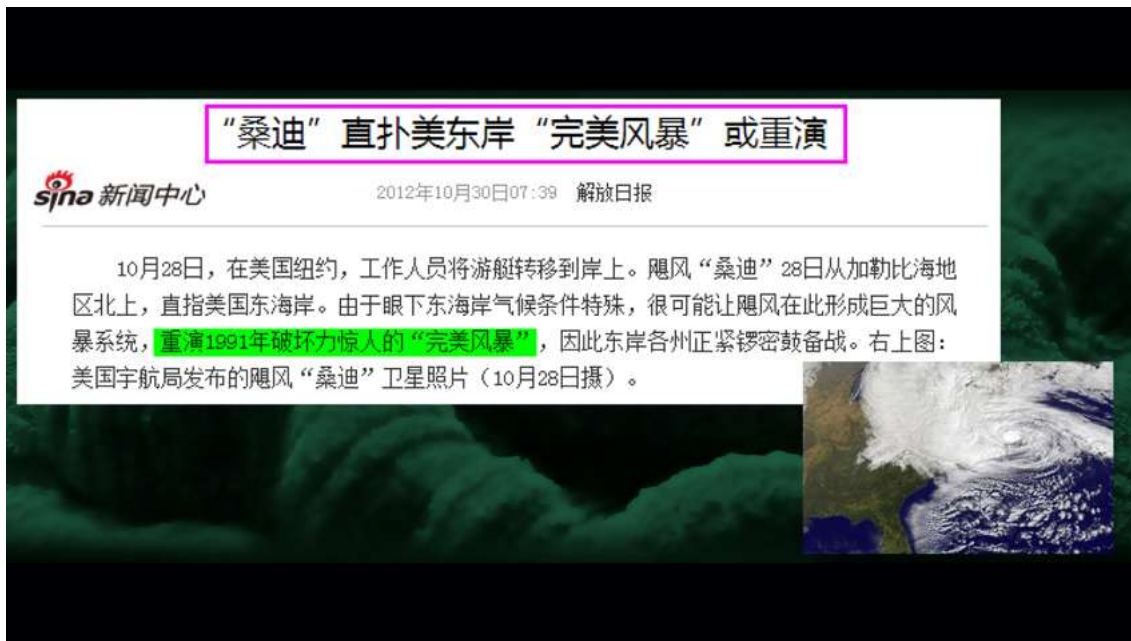 “桑迪”直扑美东岸“完美风暴”或重演
sina 新闻中心
2012年10月30日07:39 解放日报
10月28日，在美国纽约，工作人员将游艇转移到岸上。飓风“桑迪”28日从加勒比海地
区北上，直指美国东海岸。由于眼下东海岸气候条件特殊，很可能让飓风在此形成巨大的风
暴系统，重演1991年破坏力惊人的“完美风暴”，因此东岸各州正紧锣密鼓备战。右上图：
美国宇航局发布的飓风“桑迪”卫星照片（10月28日摄）。